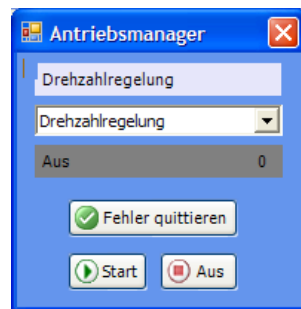 Antriebsmanager
Drehzahlregelung
Drehzahlregelung
Aus 0
Fehler quittieren
Start Aus